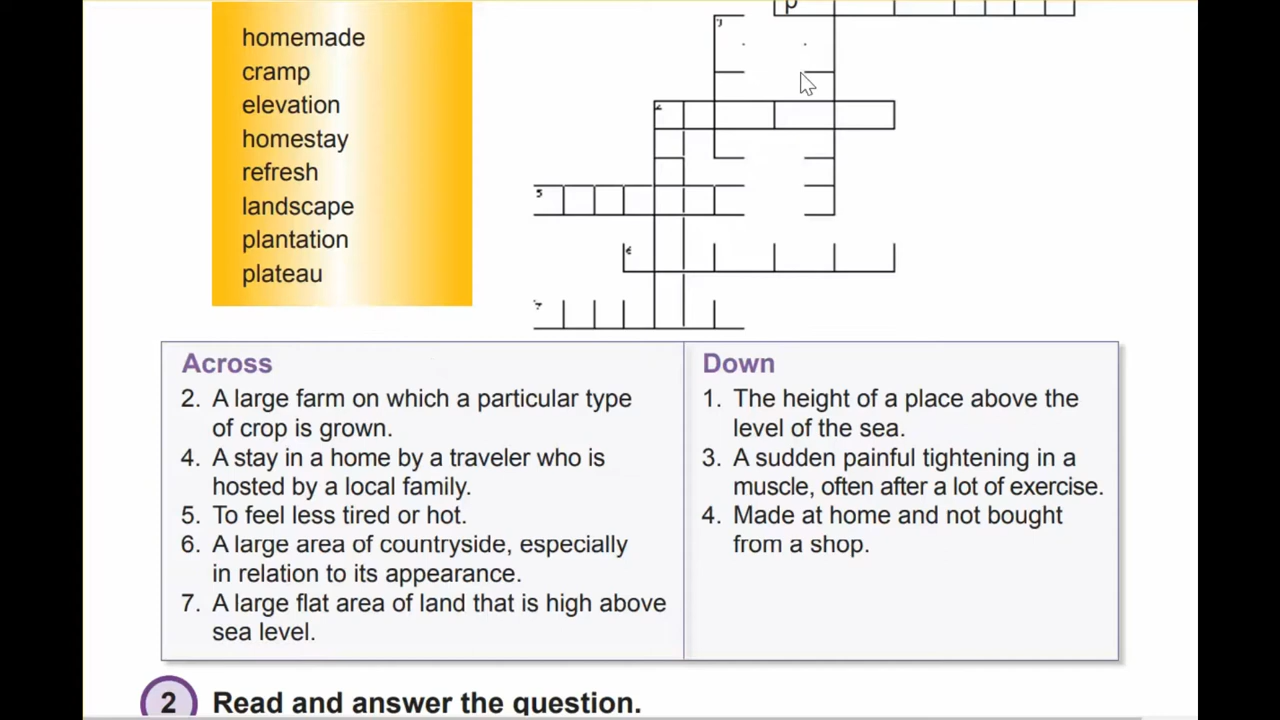 homemade
cramp
elevation
homestay
refresh
landscape
plantation
plateau
p
3
4
5
6
7
Across
2. A large farm on which a particular type
of crop is grown.
4. A stay in a home by a traveler who is
hosted by a local family.
5. To feel less tired or hot.
6. A large area of countryside, especially
in relation to its appearance.
7. A large flat area of land that is high above
sea level.
Down
1. The height of a place above the
level of the sea.
3. A sudden painful tightening in a
muscle, often after a lot of exercise.
4. Made at home and not bought
from a shop.
2 Read and answer the question.